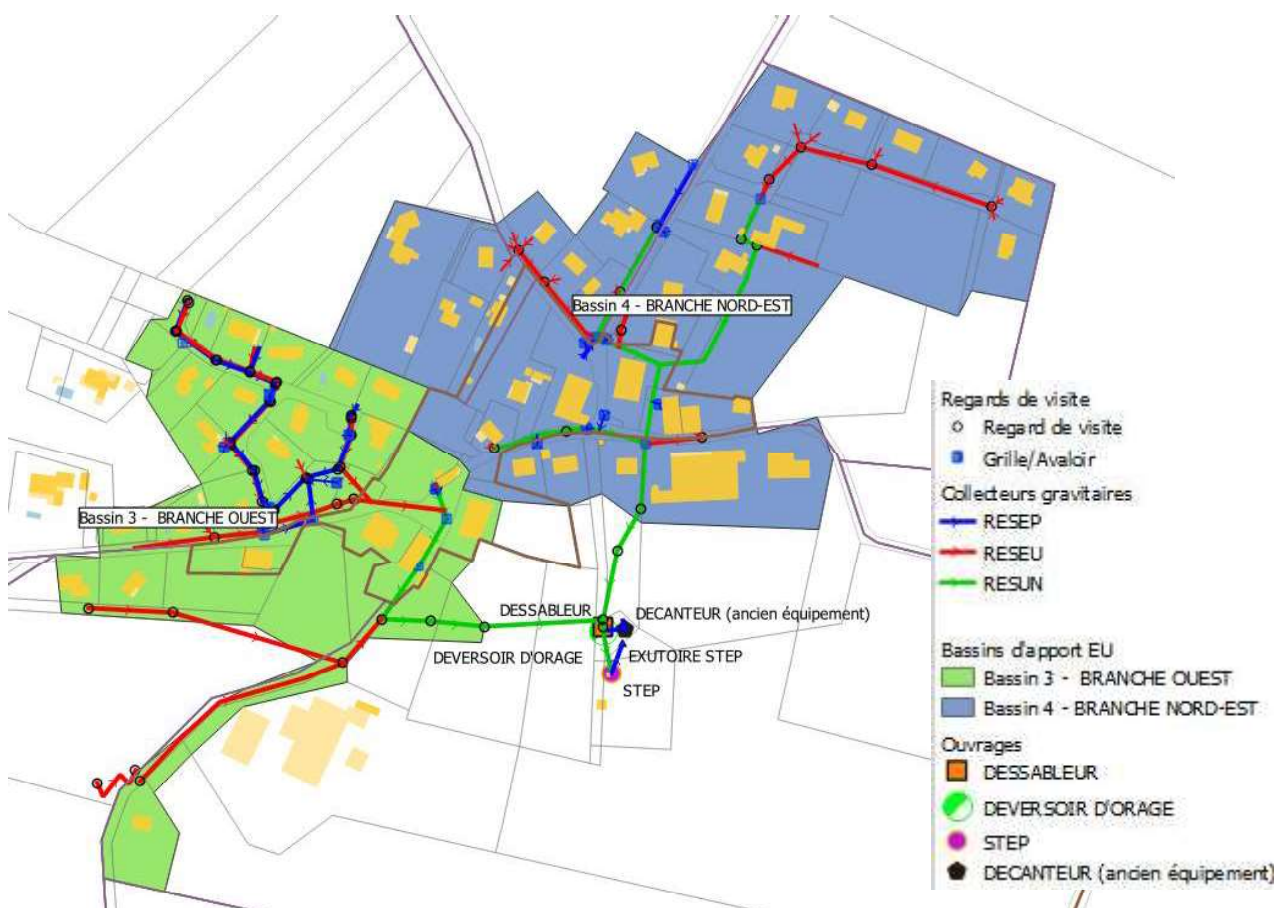 Bassin 4 - BRANCHE NORD-EST
Bassin 3 - BRANCHE OUEST
DESSABLEUR
DECANTEUR (ancien équipement)
DEVERSOIR D'ORAGE
EXUTOIRE STEP
STEP
Regards de visite
Regard de visite
Grille/Avaloir
Collecteurs gravitaires
RESEP
RESEU
RESUN
Bassins d'apport EU
Bassin 3 - BRANCHE OUEST
Bassin 4 - BRANCHE NORD-EST
Ouvrages
DESSABLEUR
DEVERSOIR D'ORAGE
STEP
DECANTEUR (ancien équipement)